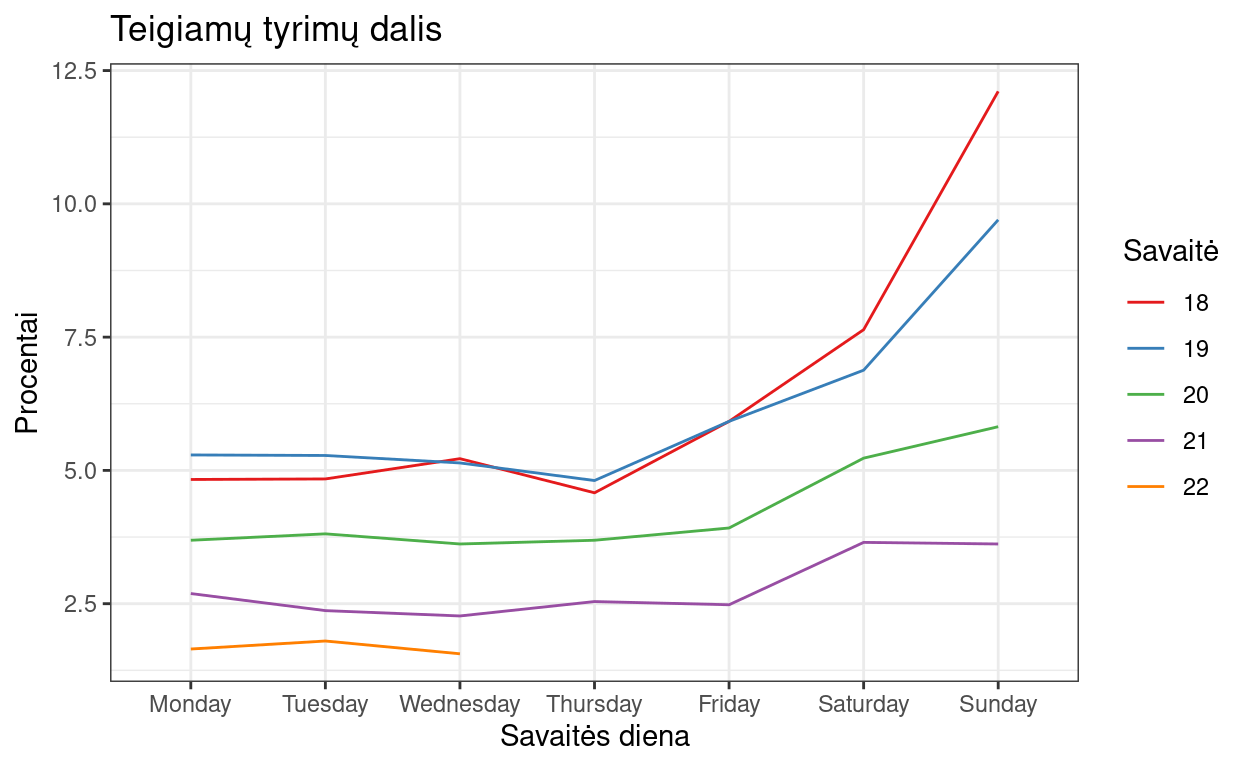 Teigiamų tyrimų dalis
Procentai
12.5
10.0
7.5
5.0
2.5
Monday Tuesday Wednesday Thursday Friday Saturday Sunday
Savaitės diena
Savaitė
18
19
20
21
22